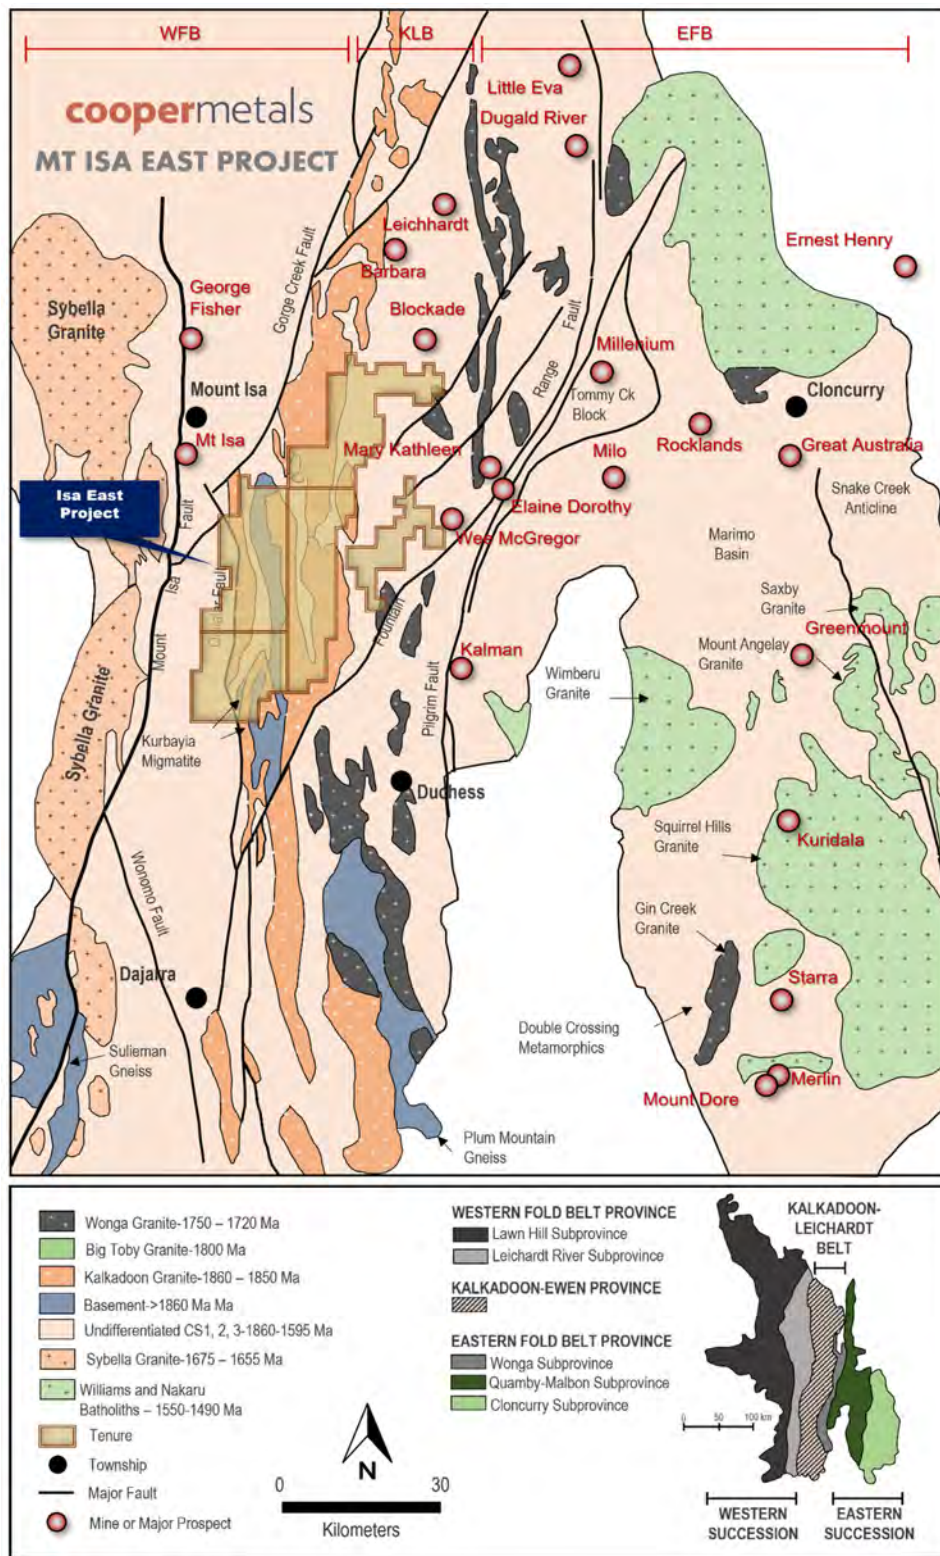 WFB
KLB
EFB
coopermetals
MT ISA EAST PROJECT
Little Eva
Dugald River
Leichhardt
Barbara
Ernest Henry
George
Fisher
Sybella
Granite
Gorge Creek Fault
Blockade
Mount Isa
Mt Isa
Millenium
Tommy Ck
Block
Range
Fault
Cloncurry
Mary Kathleen
Milo
Rocklands
Great Australia
Isa East
Project
Elaine Dorothy
Snake Creek
Anticline
Wee McGregor
Marimo
Basin
Fault
Isa
Mount
Saxby
Granite
Greenmount
Mount Angelay
Granite
Fountain
Kalman
Wimberu
Granite
Sybella Granite
Kurbayia
Migmatite
Pilgrim Fault
Duchess
Squirrel Hills
Granite
Kuridala
Wonomo Fault
Gin Creek
Granite
Dajarra
Starra
Double Crossing
Metamorphics
Sulieman
Gneiss
Merlin
Mount Dore
Plum Mountain
Gneiss
Wonga Granite-1750 – 1720 Ma
Big Toby Granite-1800 Ma
Kalkadoon Granite-1860 – 1850 Ma
Basement->1860 Ma Ma
Undifferentiated CS1, 2, 3-1860-1595 Ma
Sybella Granite-1675 – 1655 Ma
Williams and Nakaru
Batholiths – 1550-1490 Ma
Tenure
Township
Major Fault
Mine or Major Prospect
N
0 30
Kilometers
WESTERN FOLD BELT PROVINCE
Lawn Hill Subprovince
Leichardt River Subprovince
KALKADOON-EWEN PROVINCE
EASTERN FOLD BELT PROVINCE
Wonga Subprovince
Quamby-Malbon Subprovince
Cloncurry Subprovince
KALKADOON-
LEICHARDT
BELT
0 50 100 km
WESTERN
SUCCESSION
EASTERN
SUCCESSION